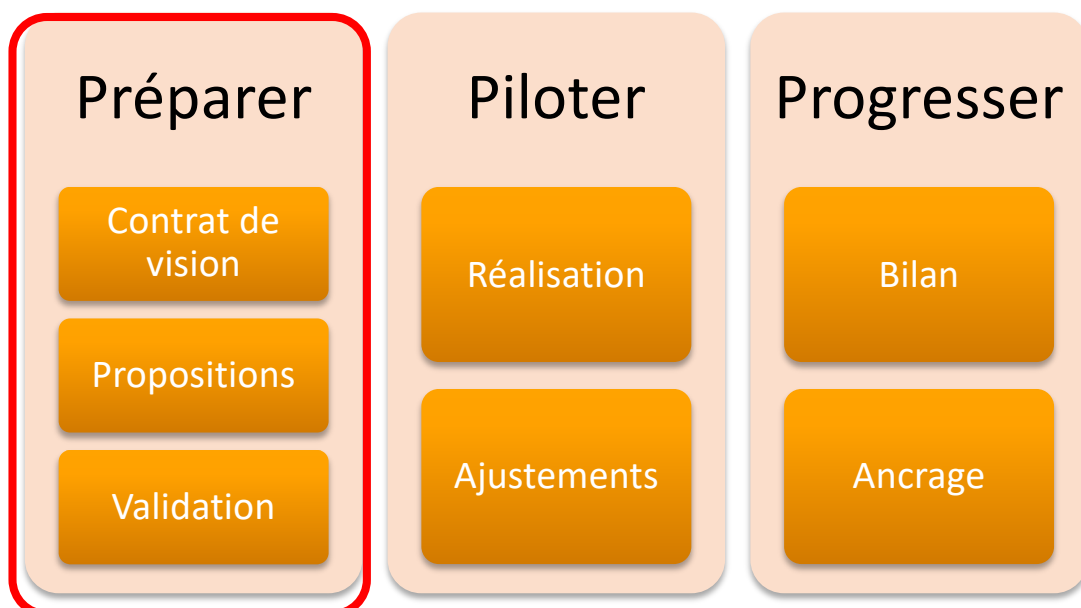 Préparer
Contrat de
vision
Propositions
Validation
Piloter
Réalisation
Ajustements
Progresser
Bilan
Ancrage